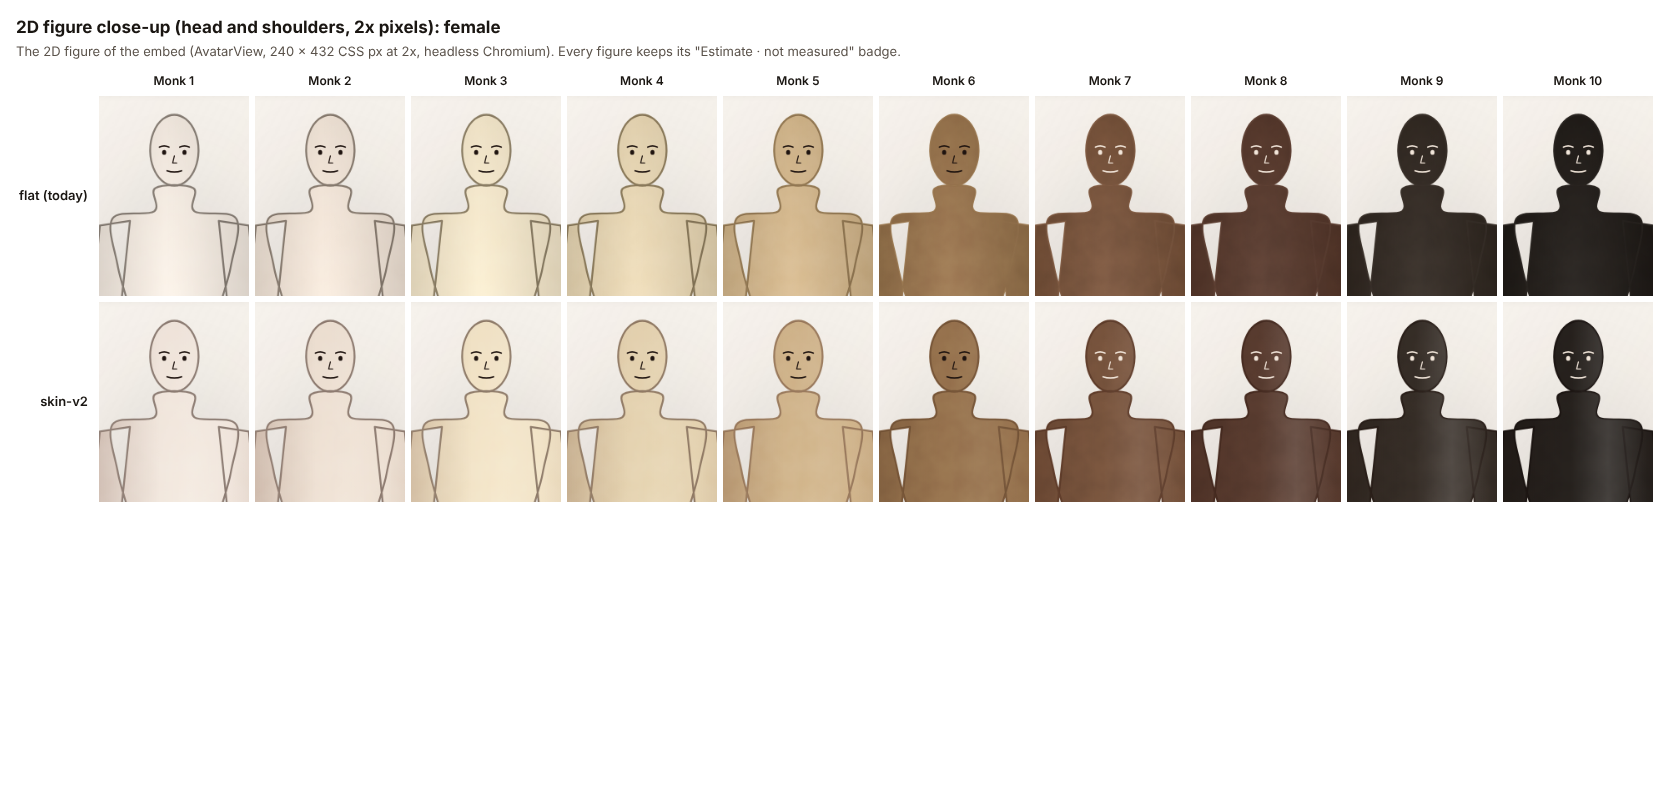 2D figure close-up (head and shoulders, 2x pixels): female
The 2D figure of the embed (AvatarView, 240 × 432 CSS px at 2x, headless Chromium). Every figure keeps its "Estimate · not measured" badge.
Monk 1 Monk 2 Monk 3 Monk 4 Monk 5 Monk 6 Monk 7 Monk 8 Monk 9 Monk 10
flat (today)
skin-v2